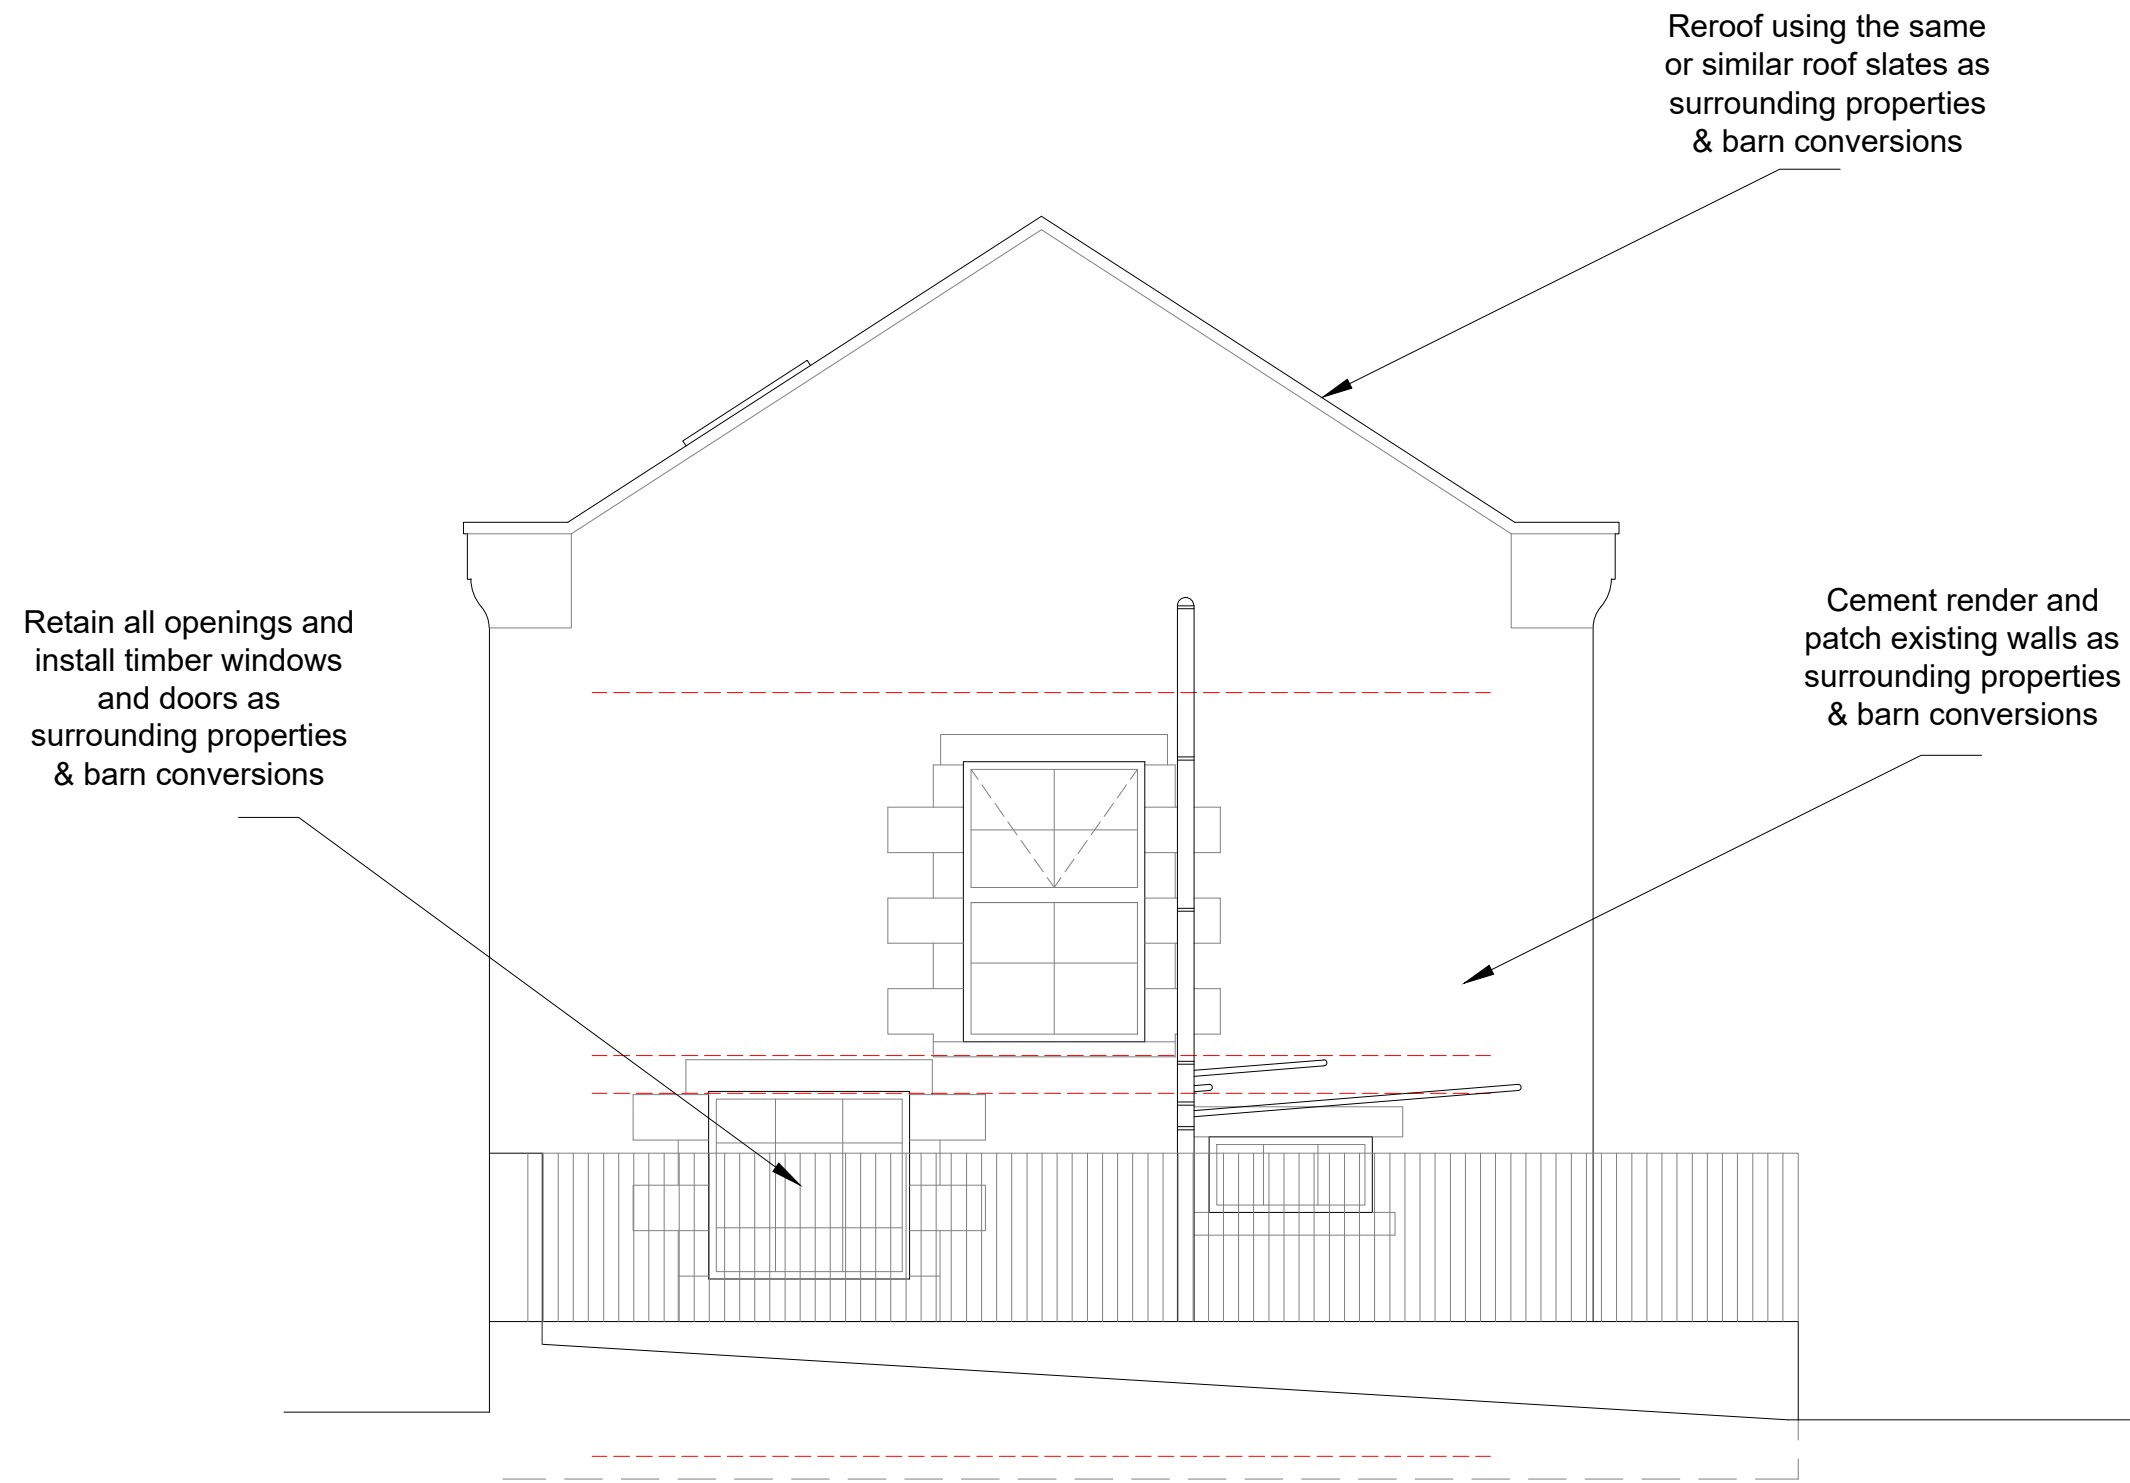 Reroof using the same
or similar roof slates as
surrounding properties
& barn conversions
Retain all openings and
install timber windows
and doors as
surrounding properties
& barn conversions
Cement render and
patch existing walls as
surrounding properties
& barn conversions